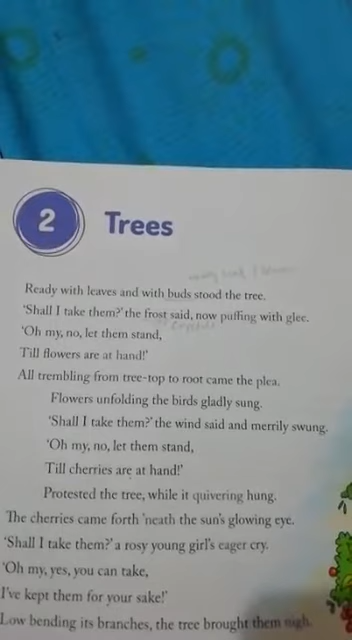 2
Trees
Ready with leaves and with buds stood the tree.
'Shall I take them?' the frost said, now puffing with glee.
'Oh my, no, let them stand,
Till flowers are at hand!'
All trembling from tree-top to root came the plea.
Flowers unfolding the birds gladly sung.
'Shall I take them?' the wind said and merrily swung.
'Oh my, no, let them stand,
Till cherries are at hand!'
Protested the tree, while it quivering hung.
The cherries came forth 'neath the sun's glowing eye.
'Shall I take them?' a rosy young girl's eager cry.
'Oh my, yes, you can take,
I've kept them for your sake!'
Low bending its branches, the tree brought them nigh.